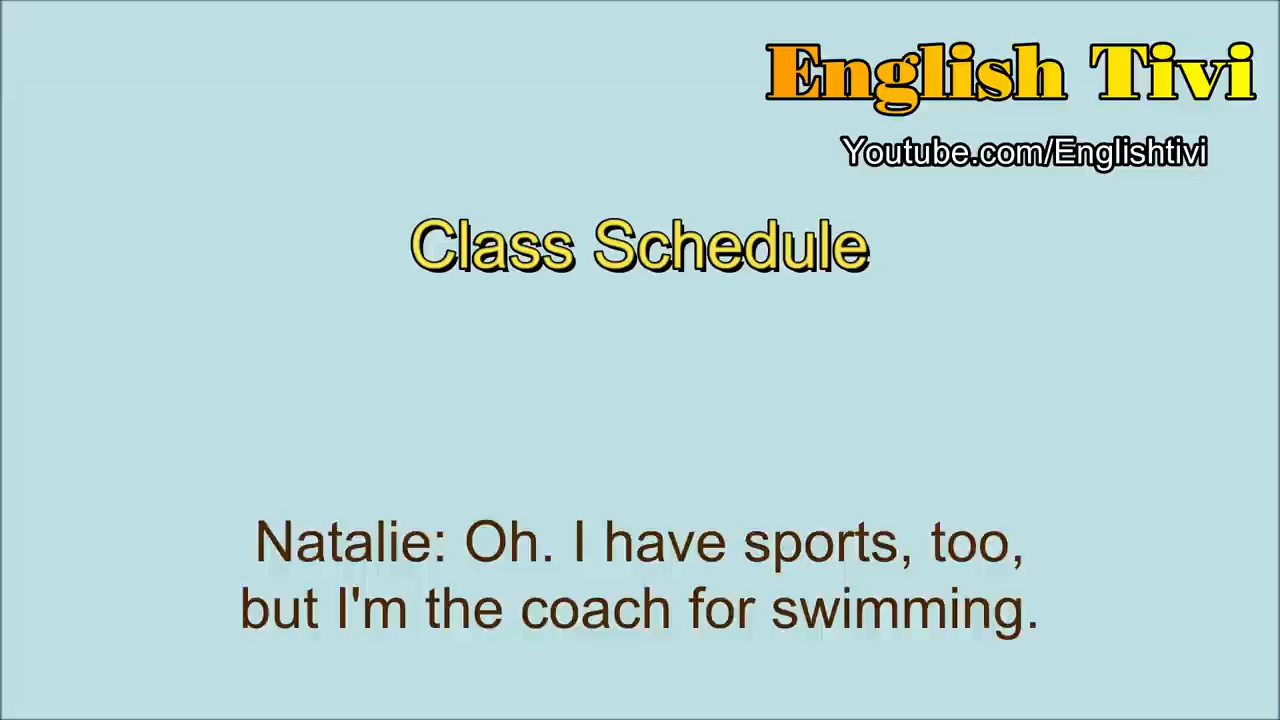 English Tivi
Youtube.com/Englishtivi
Class Schedule
Natalie: Oh. I have sports, too,
but I'm the coach for swimming.